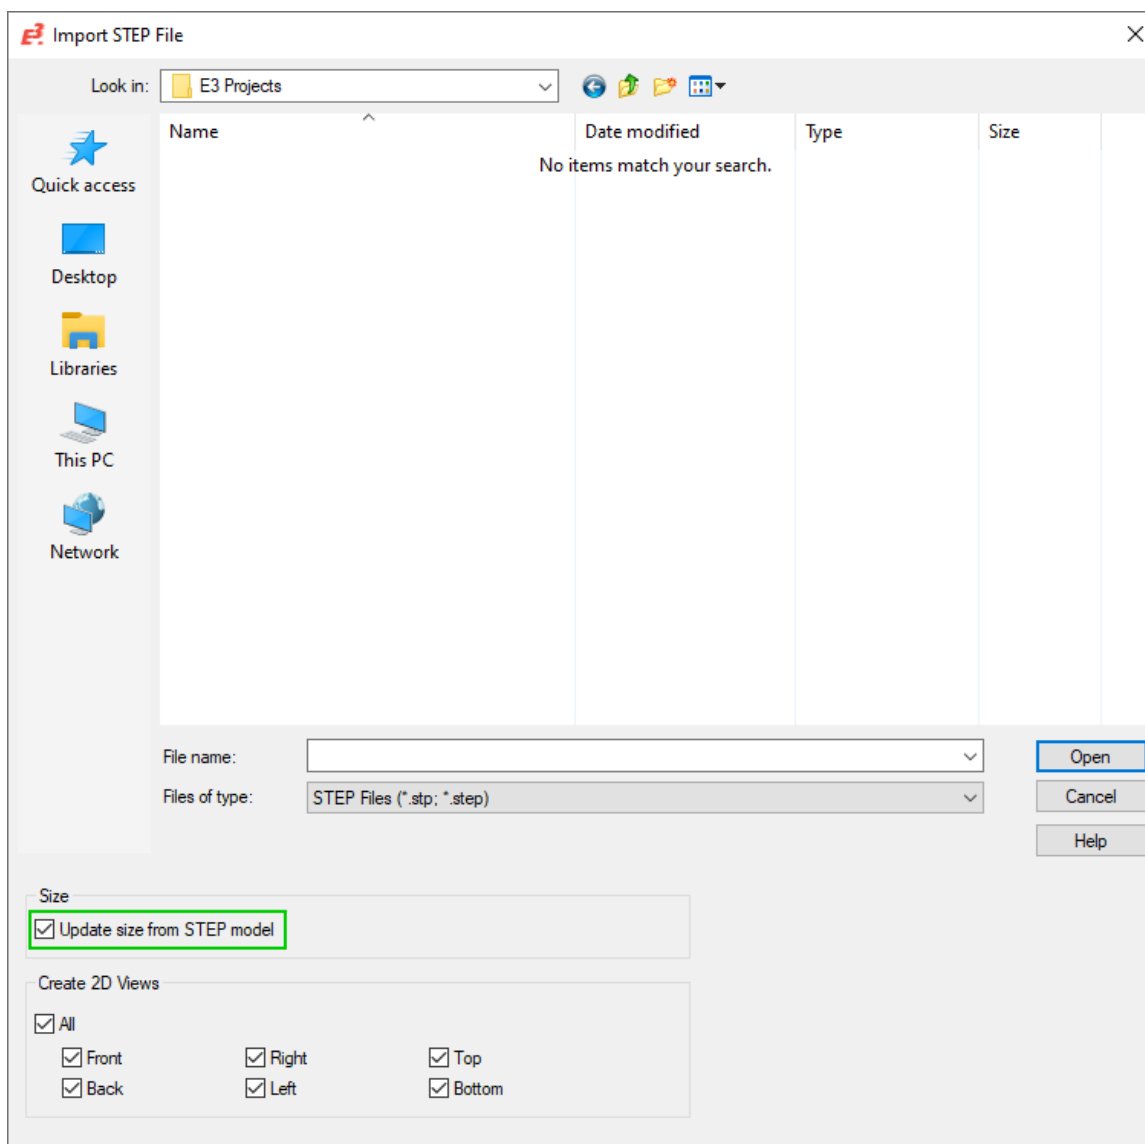 E³. Import STEP File
Look in: E3 Projects
Name Date modified Type Size
No items match your search.
Quick access
Desktop
Libraries
This PC
Network
File name: Open
Files of type: STEP Files (*.stp; *.step) Cancel
Help
Size
Update size from STEP model
Create 2D Views
All
Front Right Top
Back Left Bottom